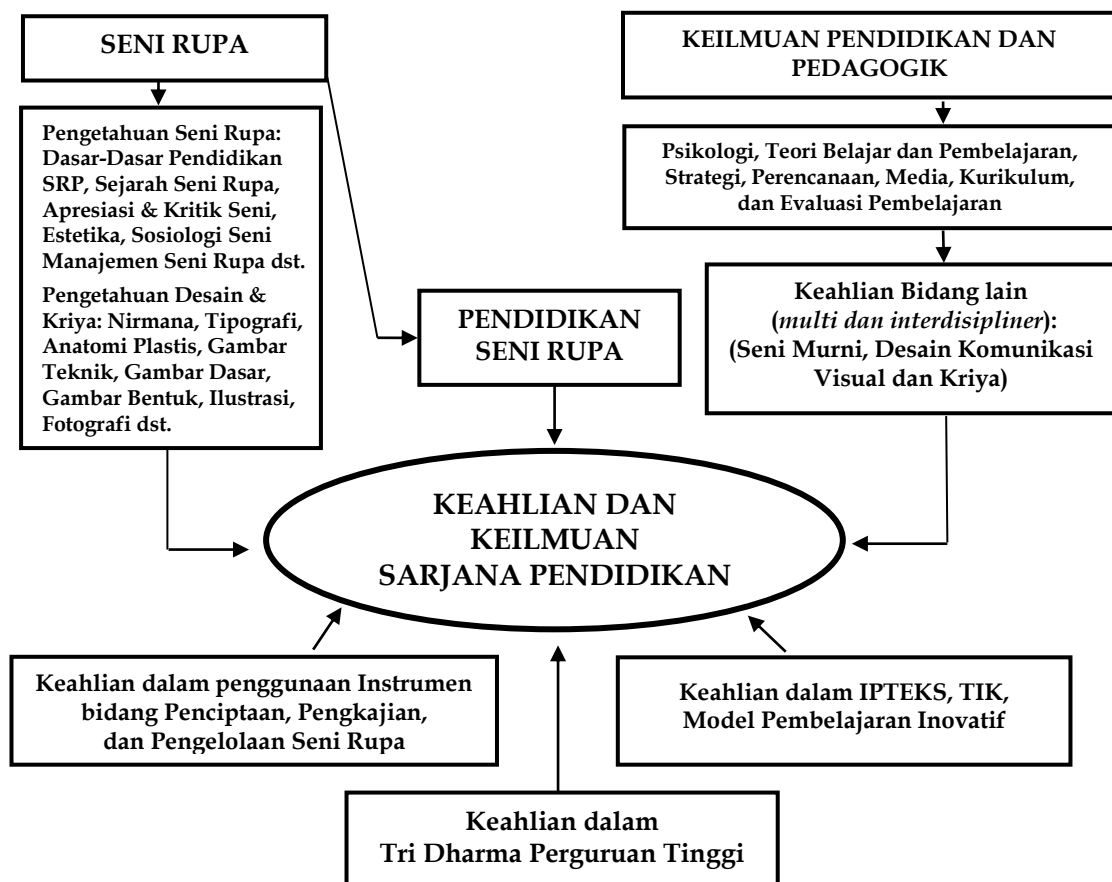 SENI RUPA
Pengetahuan Seni Rupa:
Dasar-Dasar Pendidikan
SRP, Sejarah Seni Rupa,
Apresiasi & Kritik Seni,
Estetika, Sosiologi Seni
Manajemen Seni Rupa dst.
Pengetahuan Desain &
Kriya: Nirmana, Tipografi,
Anatomi Plastis, Gambar
Teknik, Gambar Dasar,
Gambar Bentuk, Ilustrasi,
Fotografi dst.
PENDIDIKAN
SENI RUPA
KEILMUAN PENDIDIKAN DAN
PEDAGOGIK
Psikologi, Teori Belajar dan Pembelajaran,
Strategi, Perencanaan, Media, Kurikulum,
dan Evaluasi Pembelajaran
Keahlian Bidang lain
(multi dan interdisipliner):
(Seni Murni, Desain Komunikasi
Visual dan Kriya)
KEAHLIAN DAN
KEILMUAN
SARJANA PENDIDIKAN
Keahlian dalam penggunaan Instrumen
bidang Penciptaan, Pengkajian,
dan Pengelolaan Seni Rupa
Keahlian dalam IPTEKS, TIK,
Model Pembelajaran Inovatif
Keahlian dalam
Tri Dharma Perguruan Tinggi